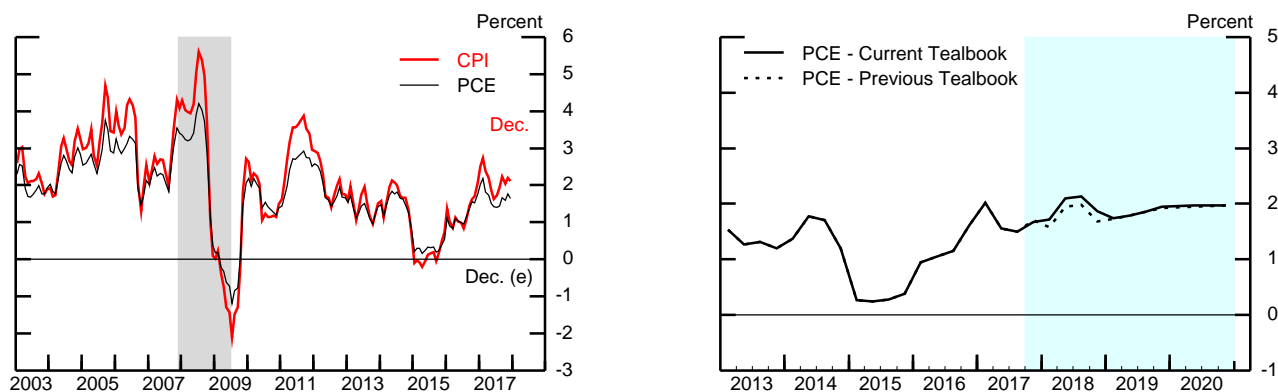 Percent
6
5
4
3
2
1
0
-1
-2
-3
CPI
PCE
Dec.
Dec. (e)
2003 2005 2007 2009 2011 2013 2015 2017
Percent
6
5
4
3
2
1
0
-1
PCE - Current Tealbook
PCE - Previous Tealbook
2013 2014 2015 2016 2017 2018 2019 2020